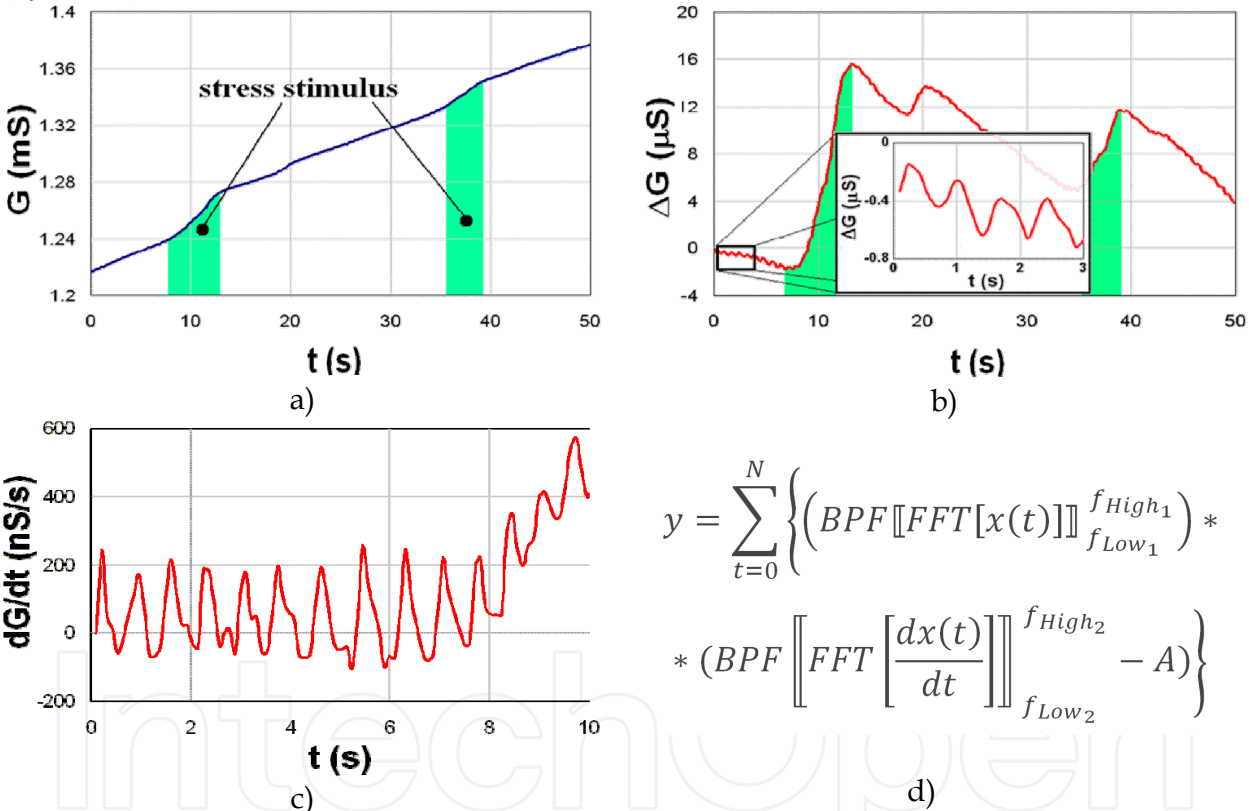 1.4
1.36
1.32
1.28
1.24
1.2
G (mS)
stress stimulus
0 10 20 30 40 50
t (s)
a)
20
16
12
8
4
0
-4
ΔG (μS)
0
-0.4
-0.8
ΔG (μS)
0 1 2 3
t (s)
0 10 20 30 40 50
t (s)
b)
600
400
200
0
-200
dG/dt (nS/s)
0 2 4 6 8 10
t (s)
c)
y = \sum_{t=0}^{N} {(BPF⟦FFT[x(t)]⟧_{f_{Low_1}}^{f_{High_1}}) *
* (BPF⟦FFT[\frac{dx(t)}{dt}]⟧_{f_{Low_2}}^{f_{High_2}} − A)}
d)
IntechOpen